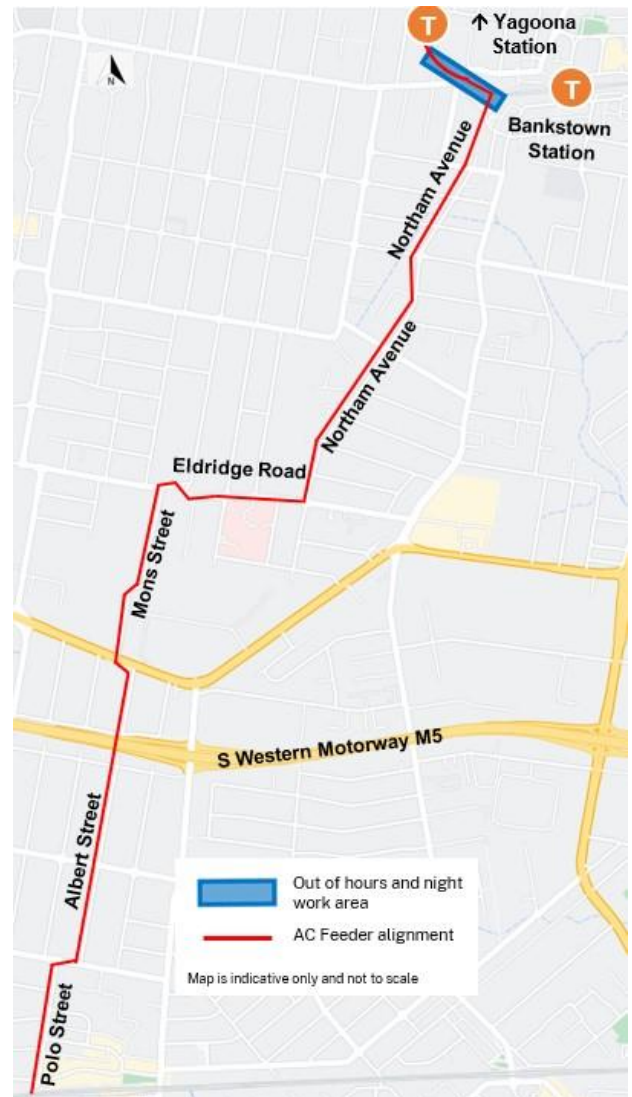 T
↑ Yagoona
Station
T
Bankstown
Station
N
Northam Avenue
Northam Avenue
Eldridge Road
Mons Street
S Western Motorway M5
Albert Street
Out of hours and night
work area
AC Feeder alignment
Map is indicative only and not to scale
Polo Street